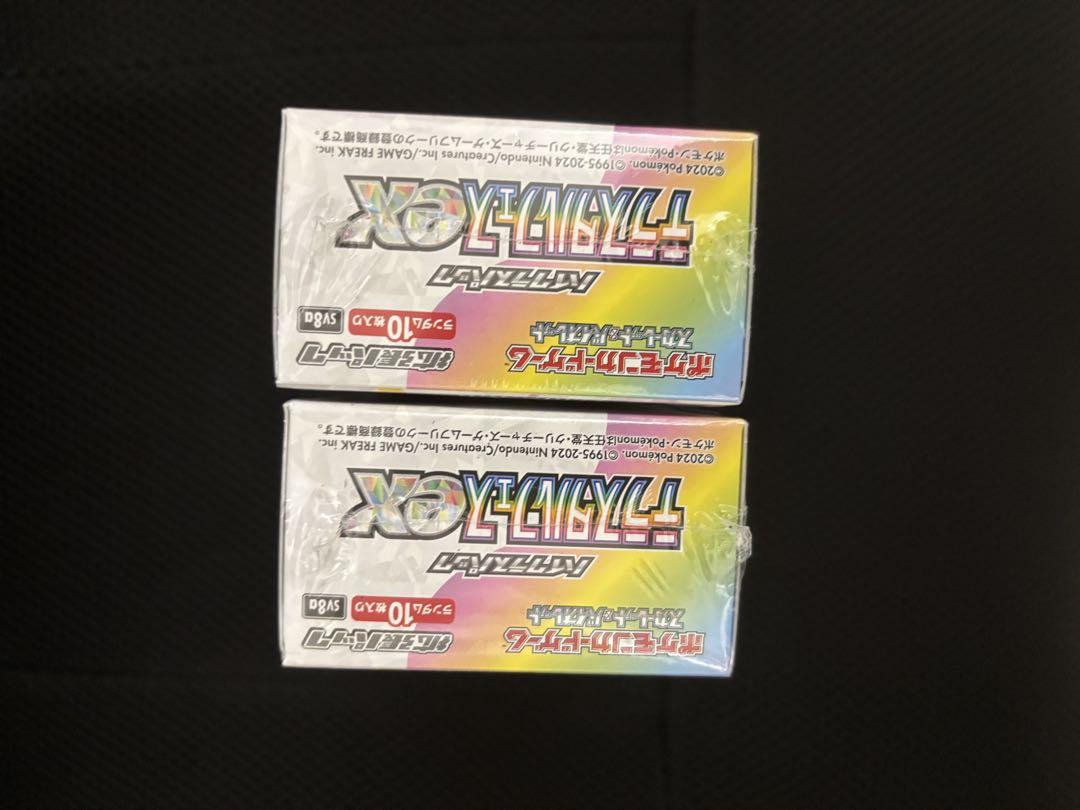 ポケモンカードゲーム
スカーレット&バイオレット
拡張パック
ランダム10枚入り
sv8a
ハイクラスパック
テラスタルフェスex
©2024 Pokémon. ©1995-2024 Nintendo/Creatures Inc./GAME FREAK inc.
ポケモン・Pokémonは任天堂・クリーチャーズ・ゲームフリークの登録商標です。
ポケモンカードゲーム
スカーレット&バイオレット
拡張パック
ランダム10枚入り
sv8a
ハイクラスパック
テラスタルフェスex
©2024 Pokémon. ©1995-2024 Nintendo/Creatures Inc./GAME FREAK inc.
ポケモン・Pokémonは任天堂・クリーチャーズ・ゲームフリークの登録商標です。